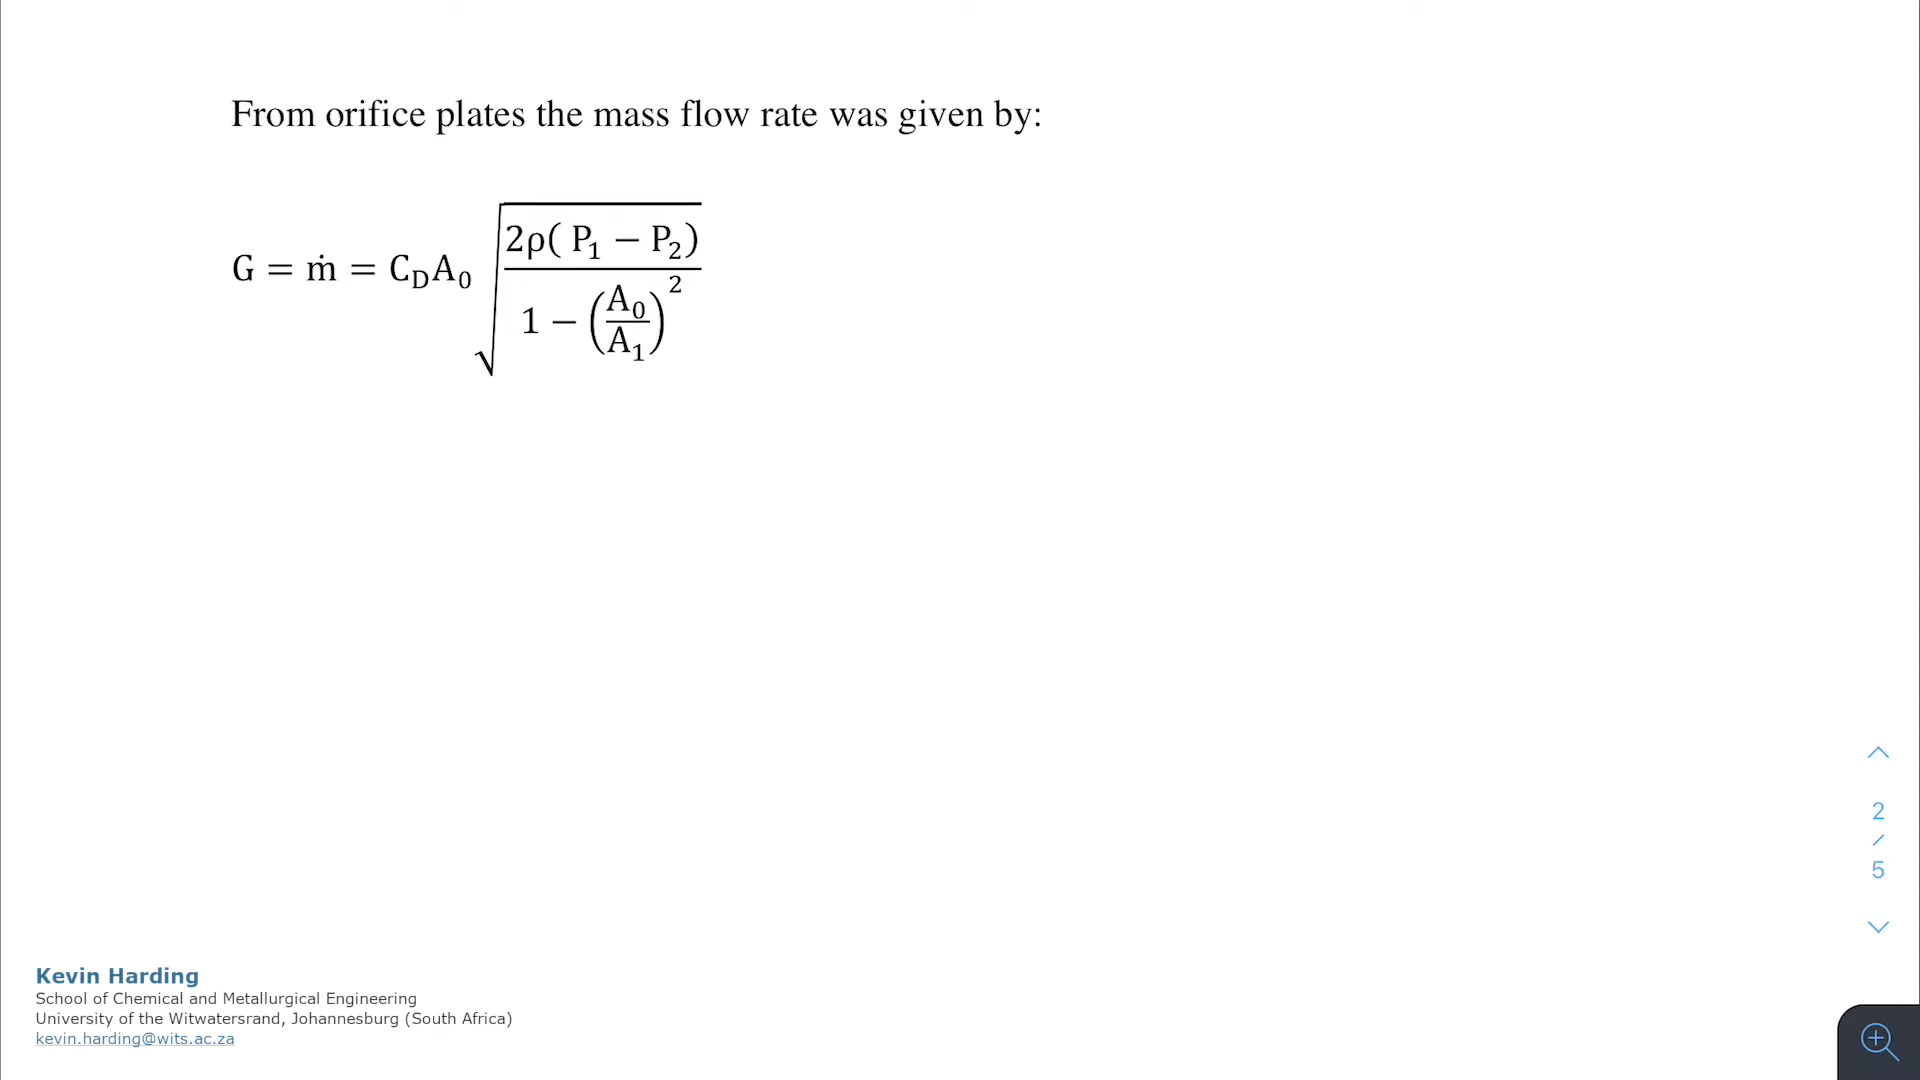 From orifice plates the mass flow rate was given by:
G = ṁ = C_D A_0 √(2ρ( P_1 − P_2) / (1 − (A_0/A_1)^2))
2
/
5
Kevin Harding
School of Chemical and Metallurgical Engineering
University of the Witwatersrand, Johannesburg (South Africa)
kevin.harding@wits.ac.za